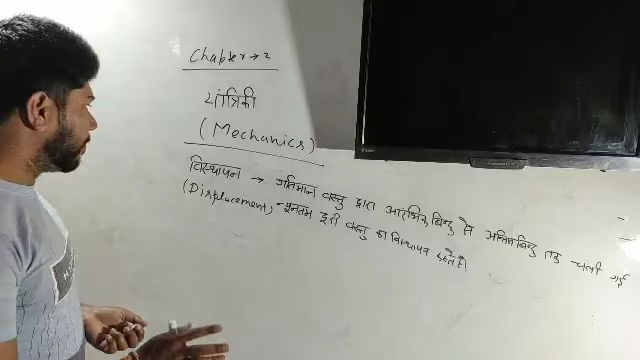 Chapter → 2
यांत्रिकी
(Mechanics)
विस्थापन → गतिमान वस्तु द्वारा आरंभिक बिन्दु से अन्तिम बिन्दु तक चली गई
(Displacement) न्यूनतम दूरी वस्तु का विस्थापन कहते है।